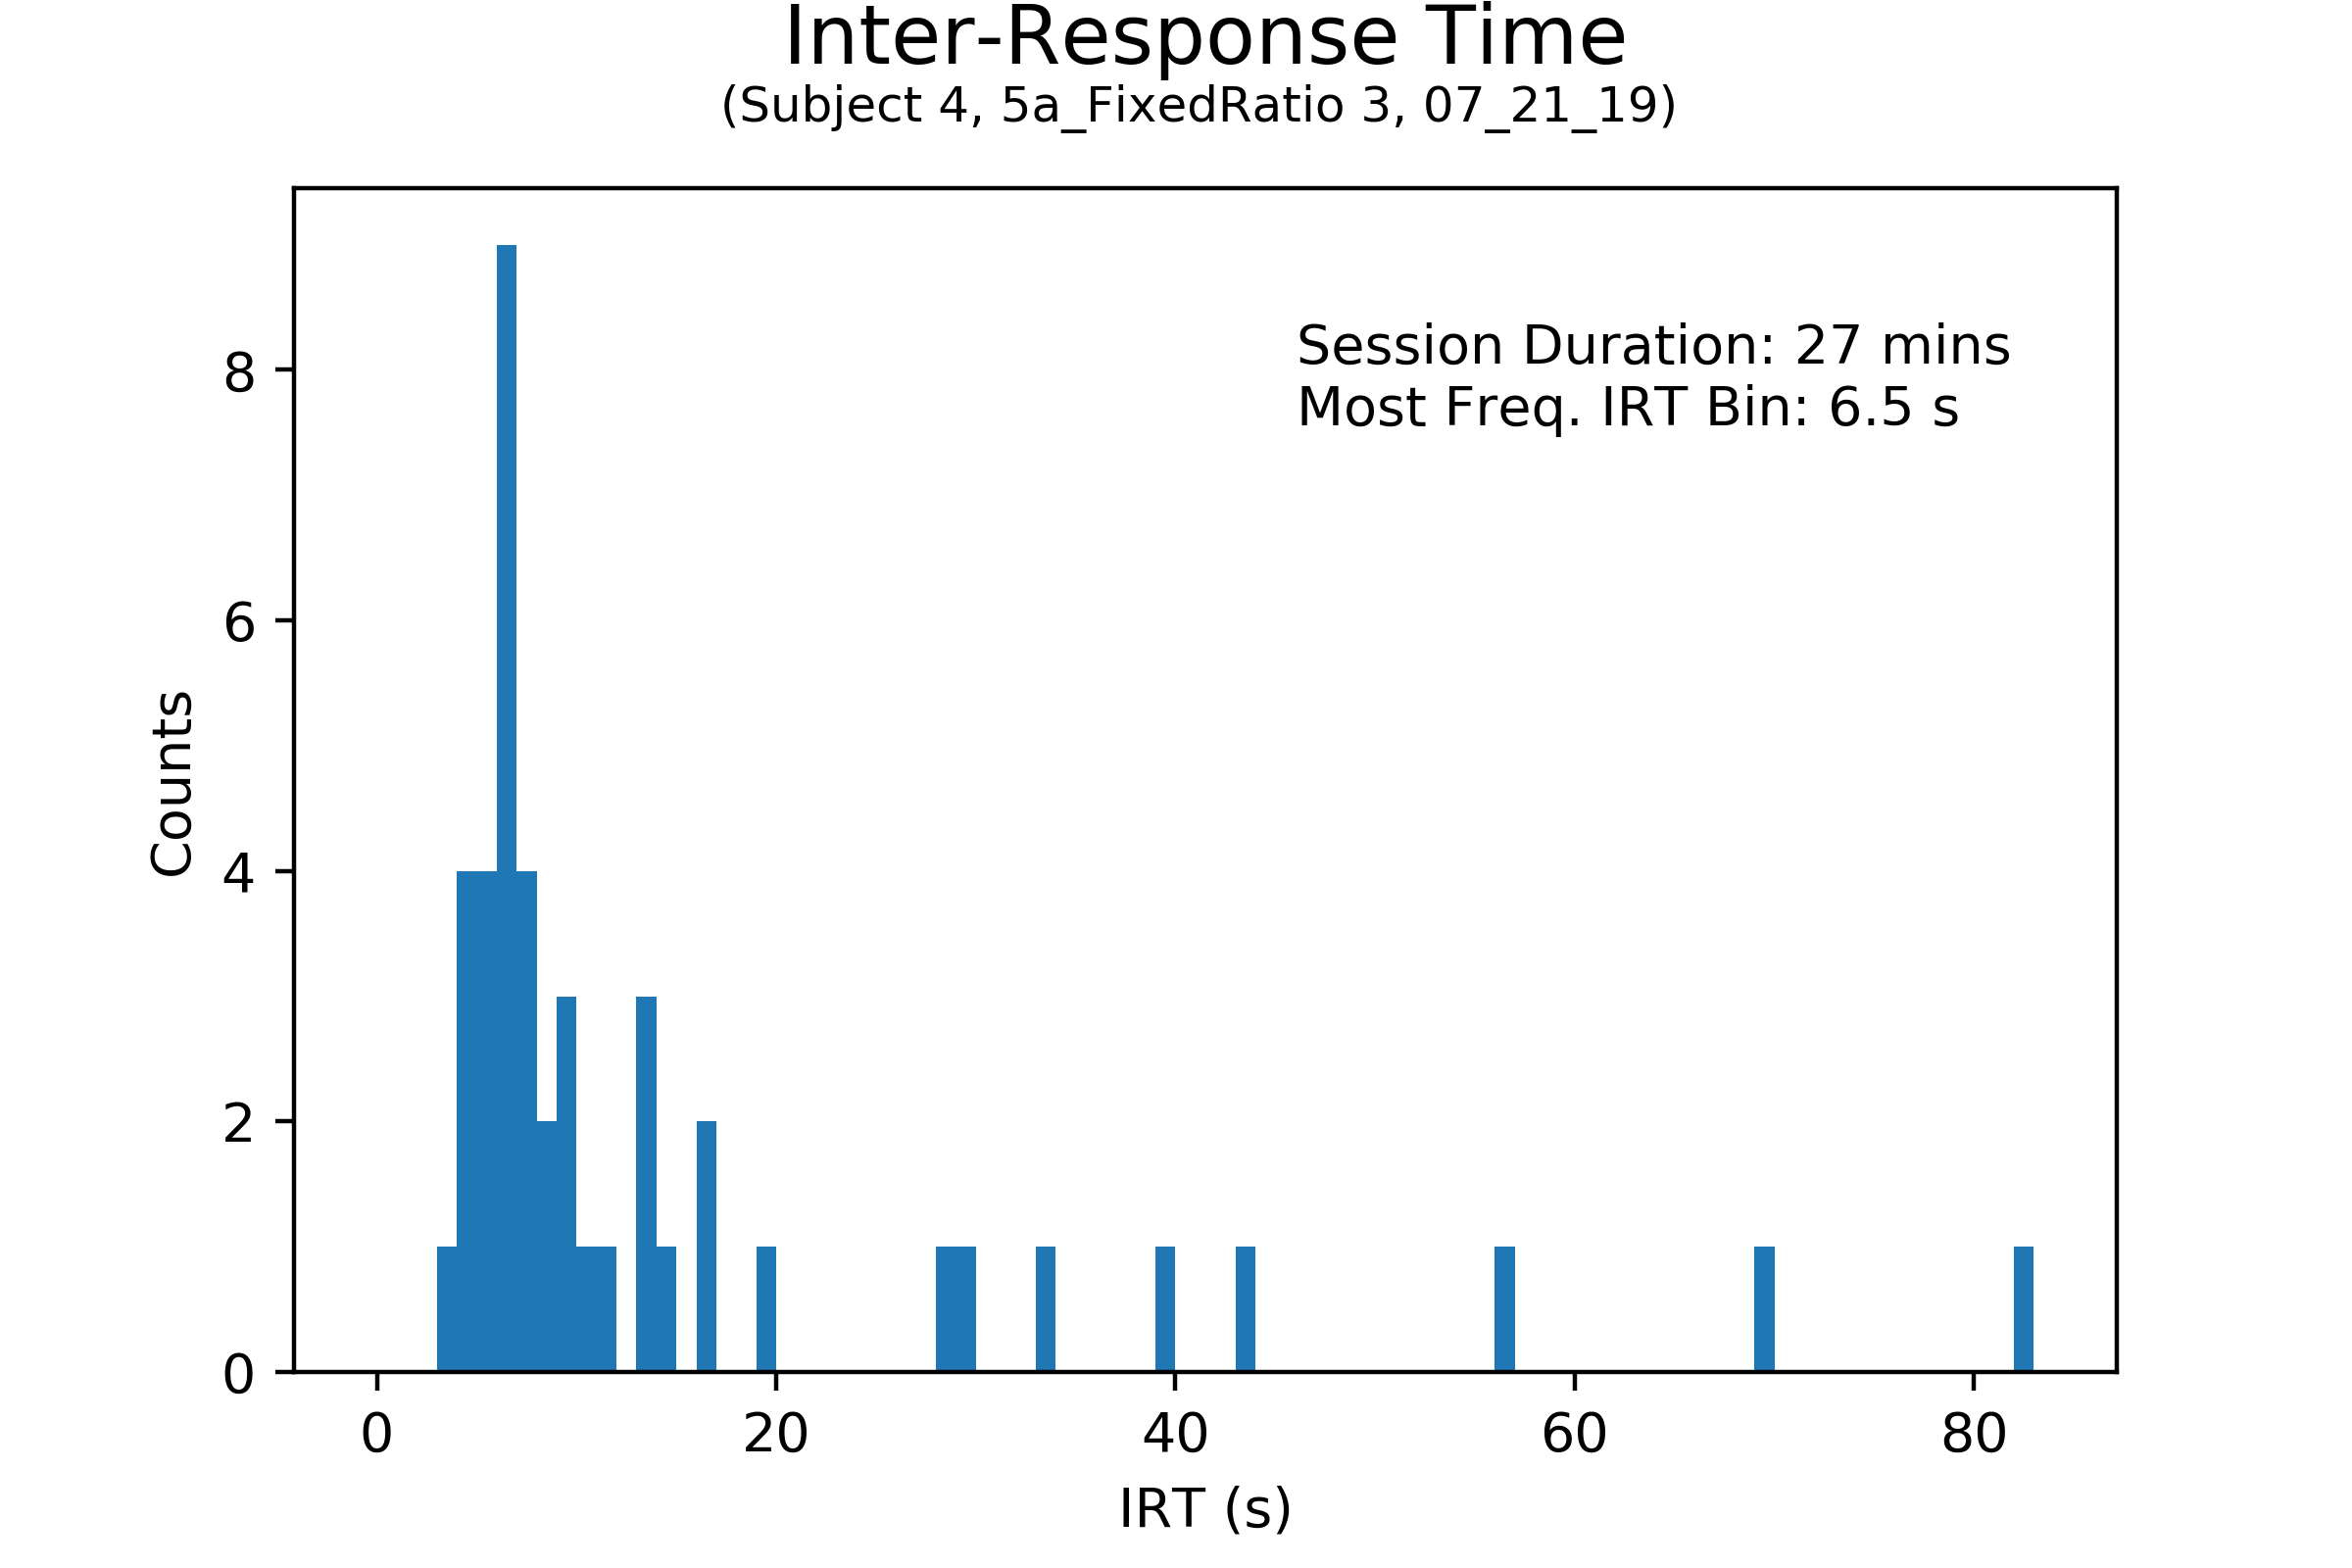 Inter-Response Time
(Subject 4, 5a_FixedRatio 3, 07_21_19)
Session Duration: 27 mins
Most Freq. IRT Bin: 6.5 s
Counts
8
6
4
2
0
0 20 40 60 80
IRT (s)